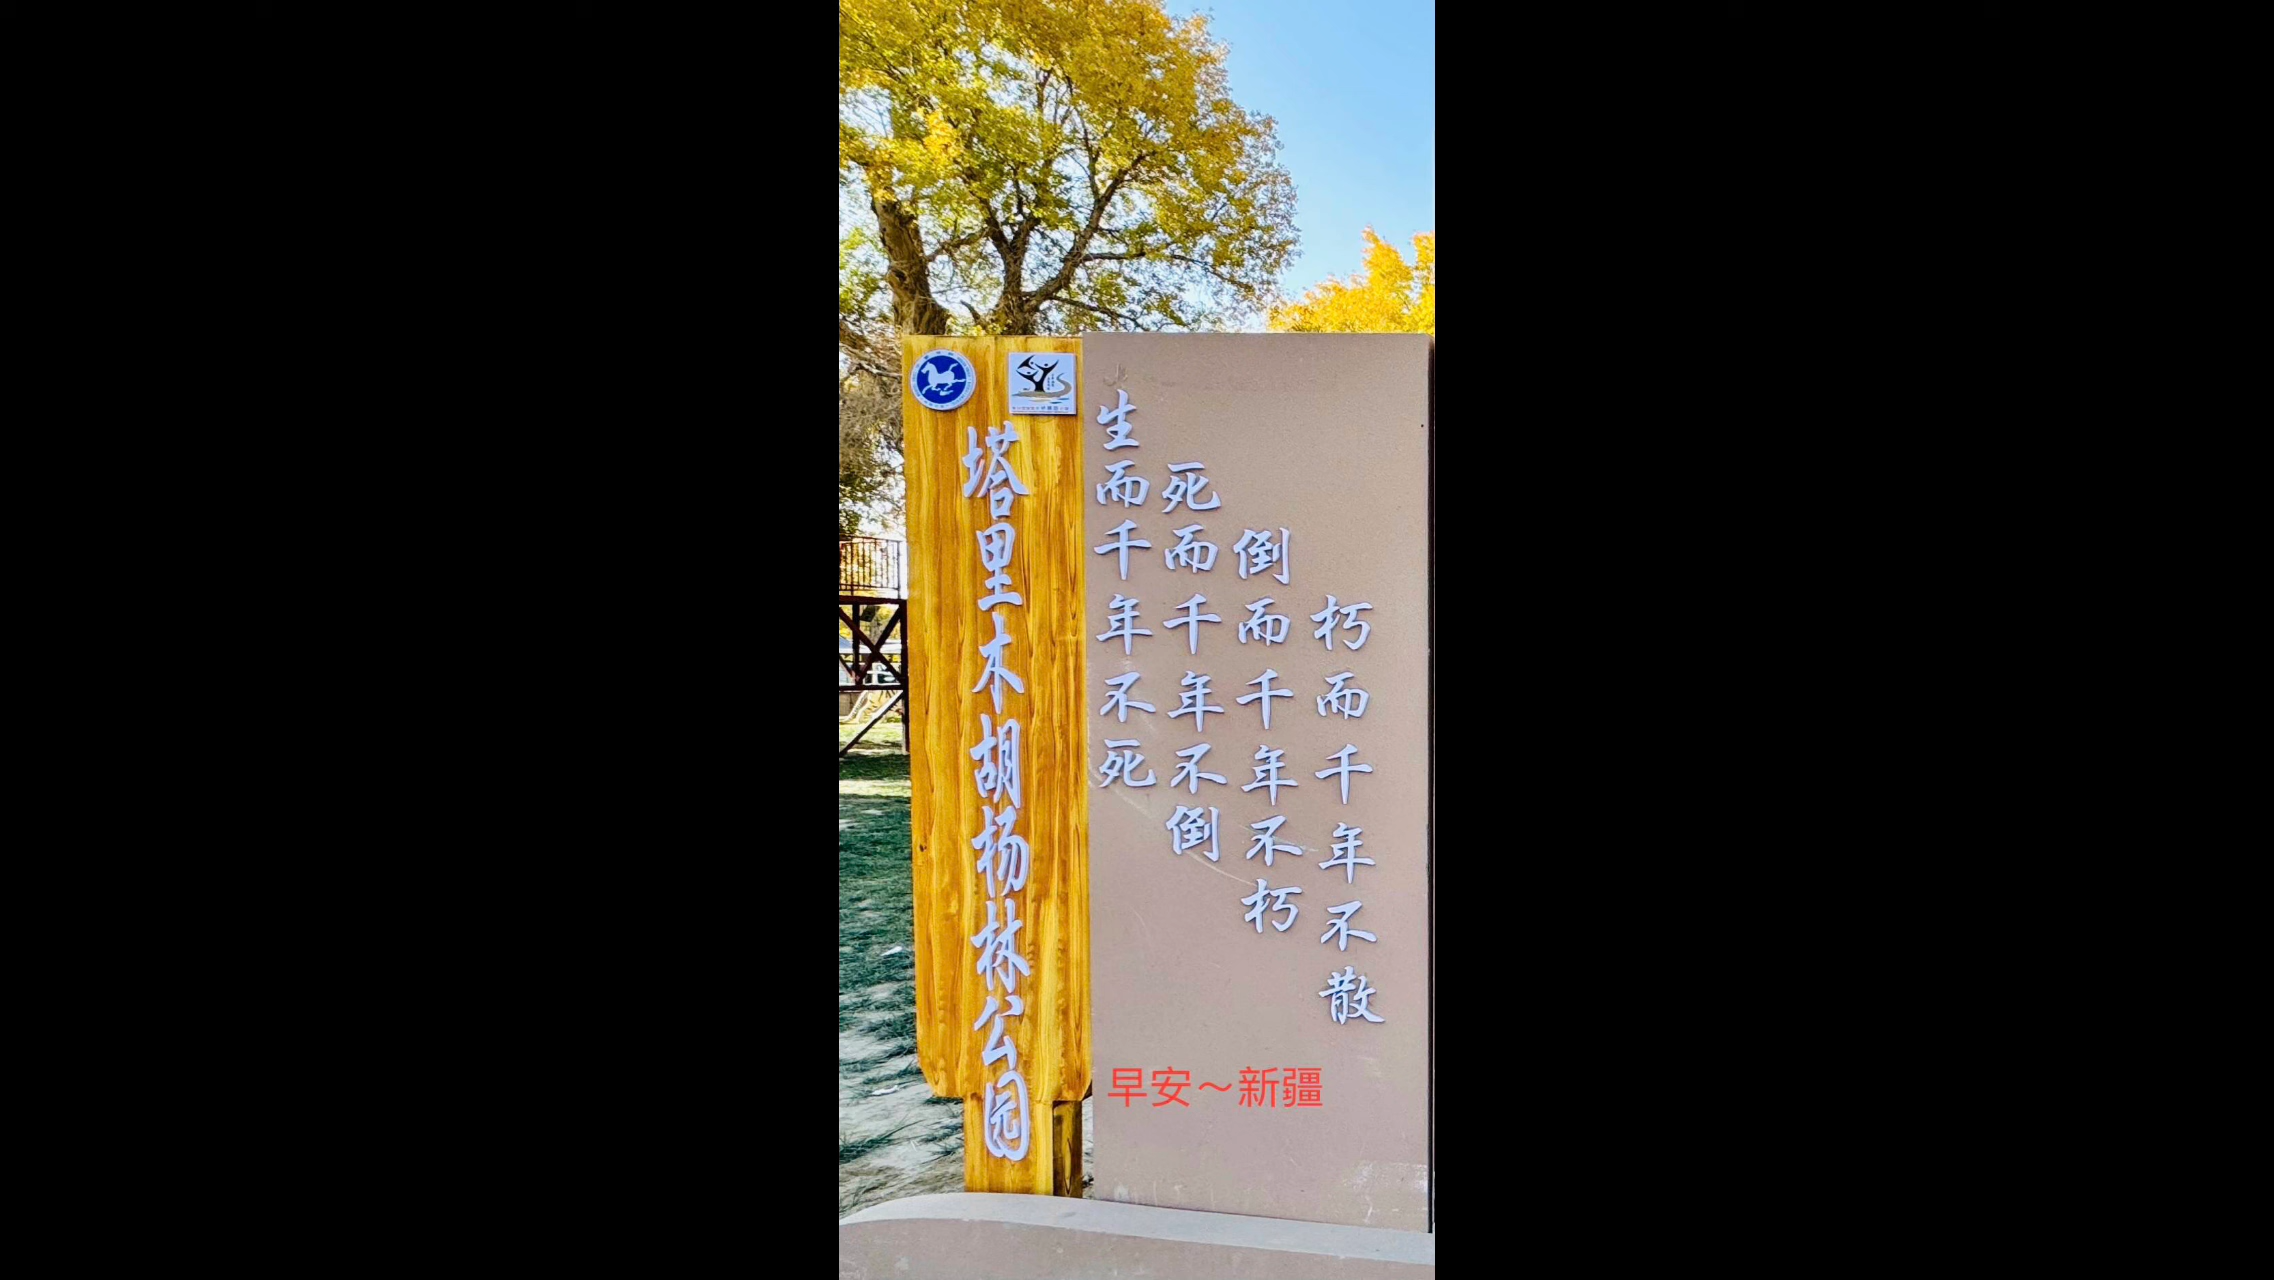 塔里木胡杨林公园
生而千年不死
死而千年不倒
倒而千年不朽
朽而千年不散
早安～新疆